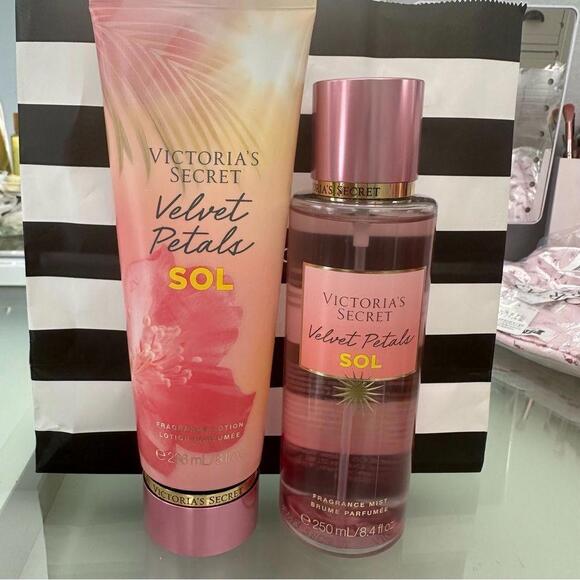 VICTORIA'S
SECRET
Velvet
Petals
SOL
FRAGRANCE LOTION
LOTION PARFUMÉE
VICTORIA'S SECRET
VICTORIA'S SECRET
VICTORIA'S
SECRET
Velvet Petals
SOL
FRAGRANCE MIST
BRUME PARFUMÉE
℮ 250 mL/8.4 fl oz